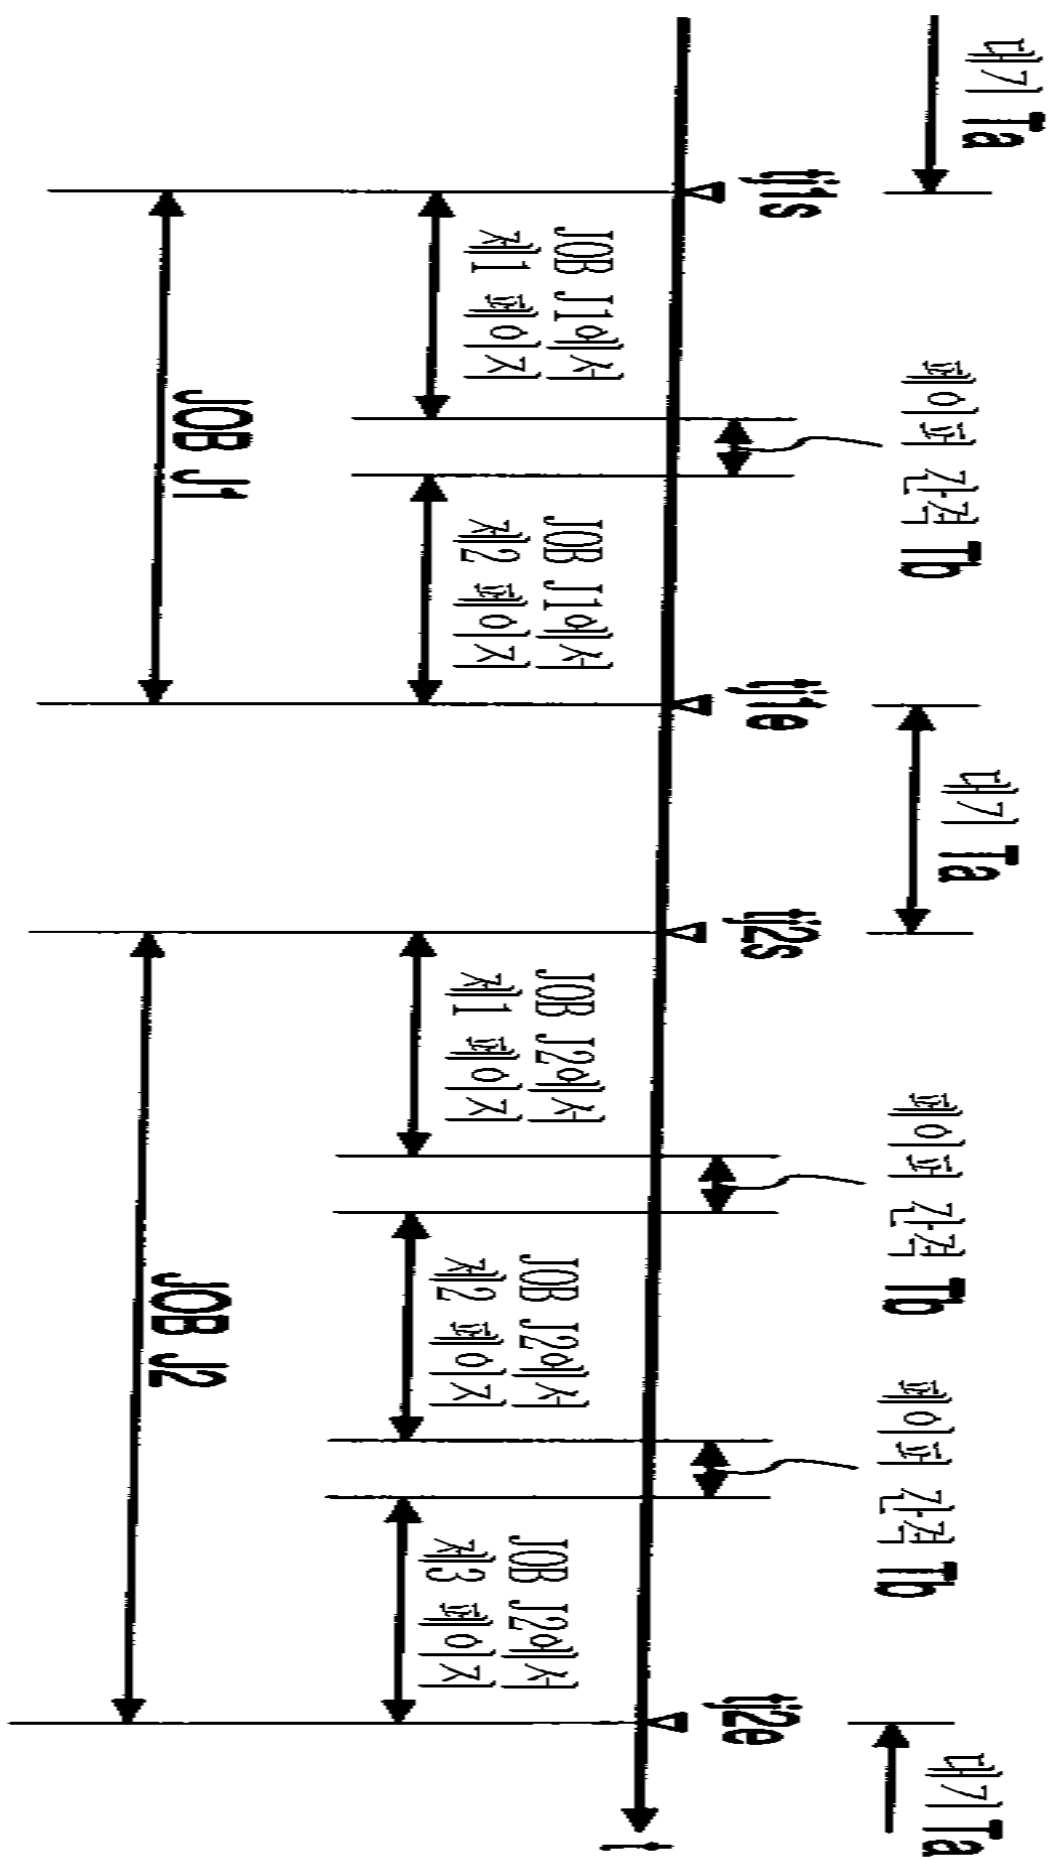 대기 Ta
페이퍼 간격 Tb
대기 Ta
페이퍼 간격 Tb
페이퍼 간격 Tb
대기 Ta
tj1s
tj1e
tj2s
tj2e
t
JOB J1에서
제1 페이지
JOB J1에서
제2 페이지
JOB J2에서
제1 페이지
JOB J2에서
제2 페이지
JOB J2에서
제3 페이지
JOB J1
JOB J2